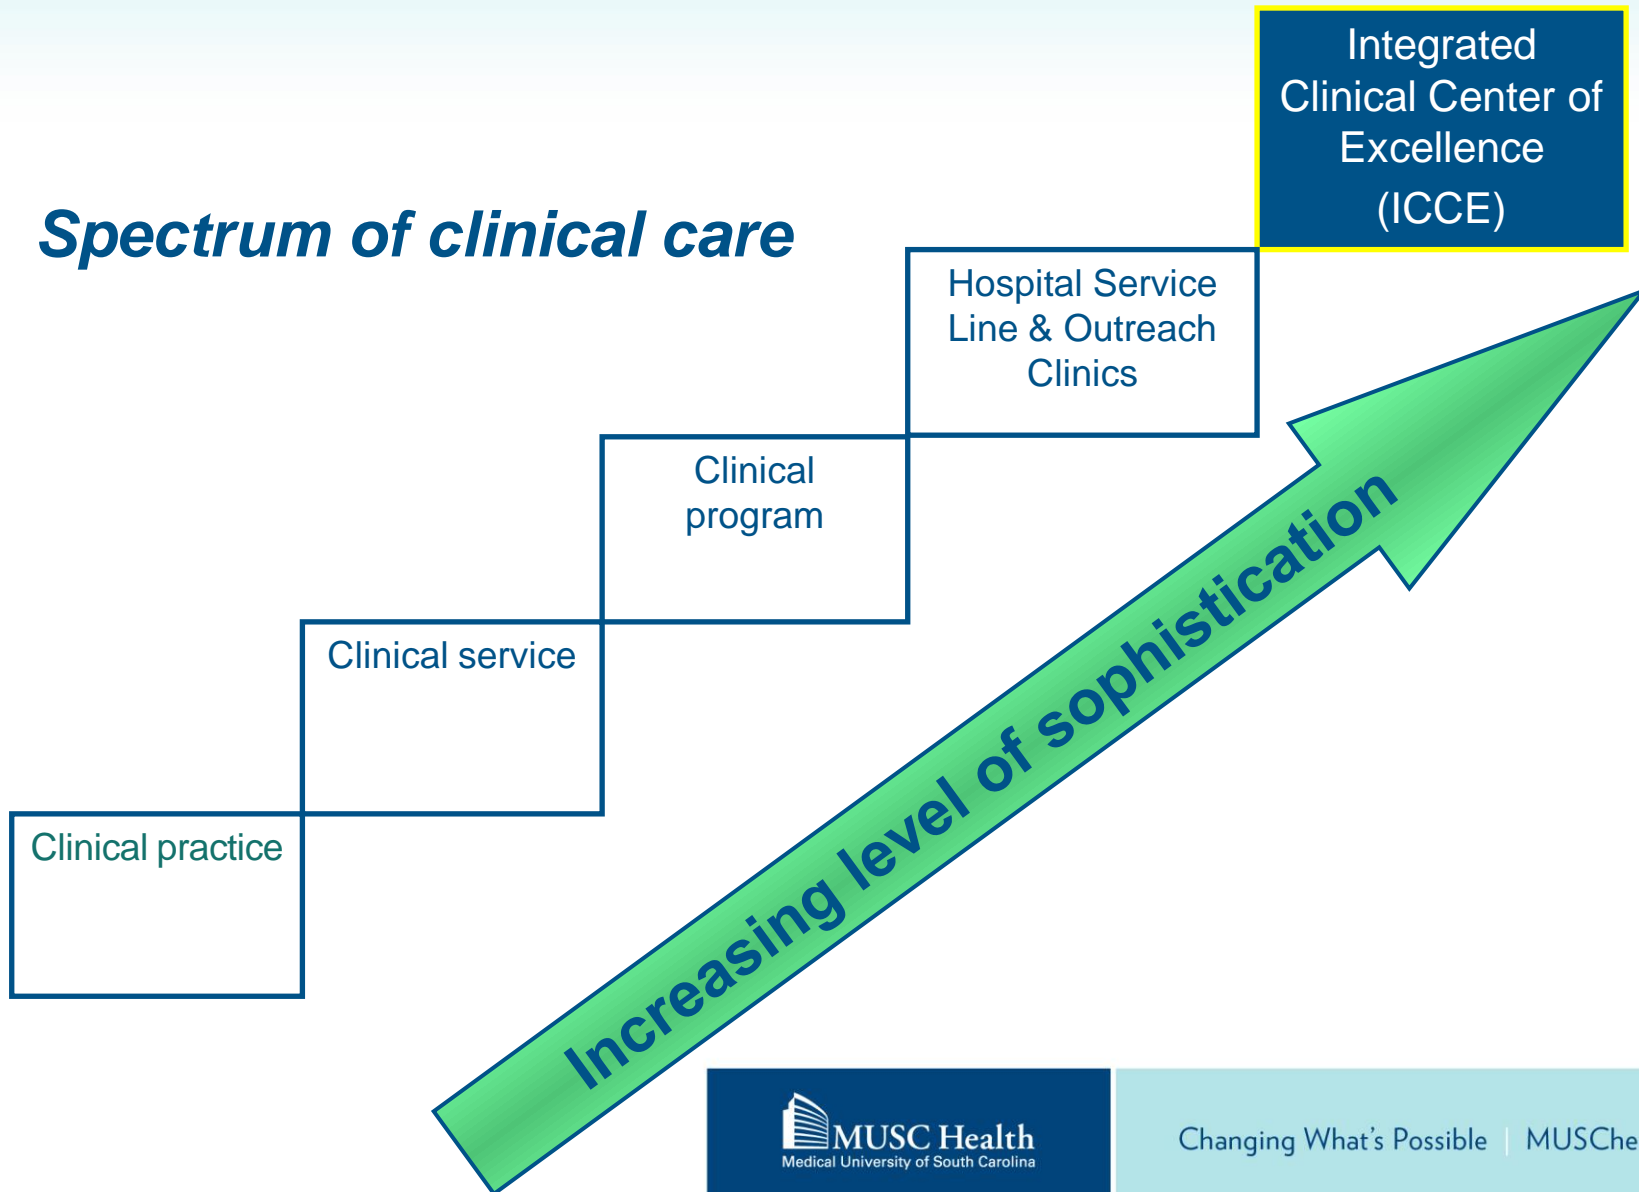 Integrated
Clinical Center of
Excellence
(ICCE)
Spectrum of clinical care
Hospital Service
Line & Outreach
Clinics
Clinical
program
Clinical service
Clinical practice
Increasing level of sophistication
MUSC Health
Medical University of South Carolina
Changing What's Possible | MUSChe